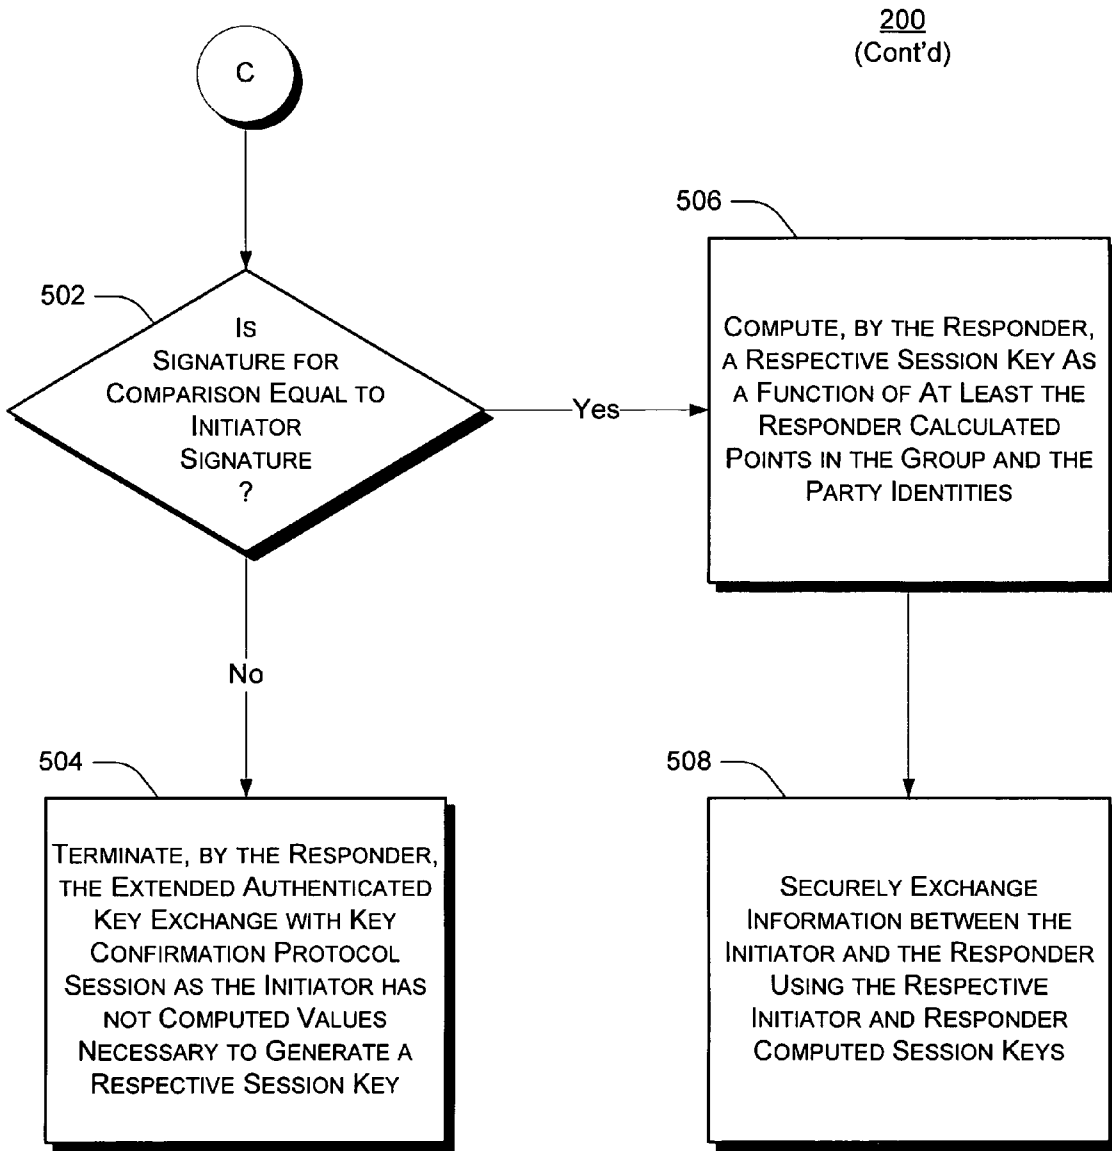 200
(Cont'd)
C
502
Is
Signature for
Comparison Equal to
Initiator
Signature
?
Yes
No
504
Terminate, by the Responder,
the Extended Authenticated
Key Exchange with Key
Confirmation Protocol
Session as the Initiator has
not Computed Values
Necessary to Generate a
Respective Session Key
506
Compute, by the Responder,
a Respective Session Key As
a Function of At Least the
Responder Calculated
Points in the Group and the
Party Identities
508
Securely Exchange
Information between the
Initiator and the Responder
Using the Respective
Initiator and Responder
Computed Session Keys